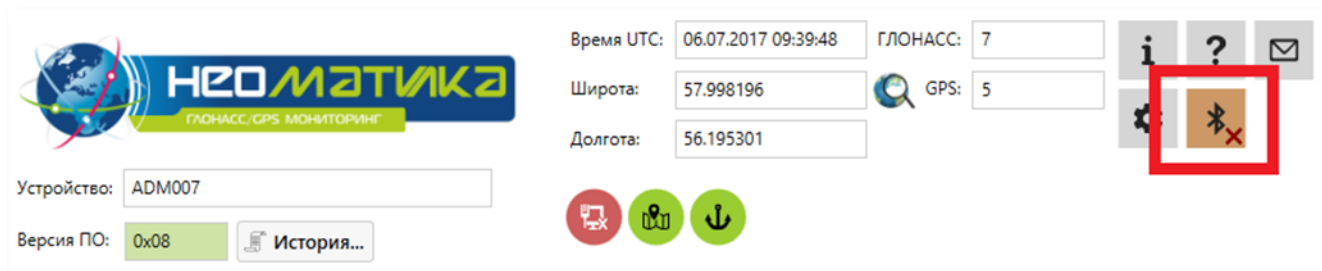 НЕОМАТИКА
ГЛОНАСС/GPS МОНИТОРИНГ
Время UTC: 06.07.2017 09:39:48 ГЛОНАСС: 7
Широта: 57.998196 GPS: 5
Долгота: 56.195301
Устройство: ADM007
Версия ПО: 0x08 История...